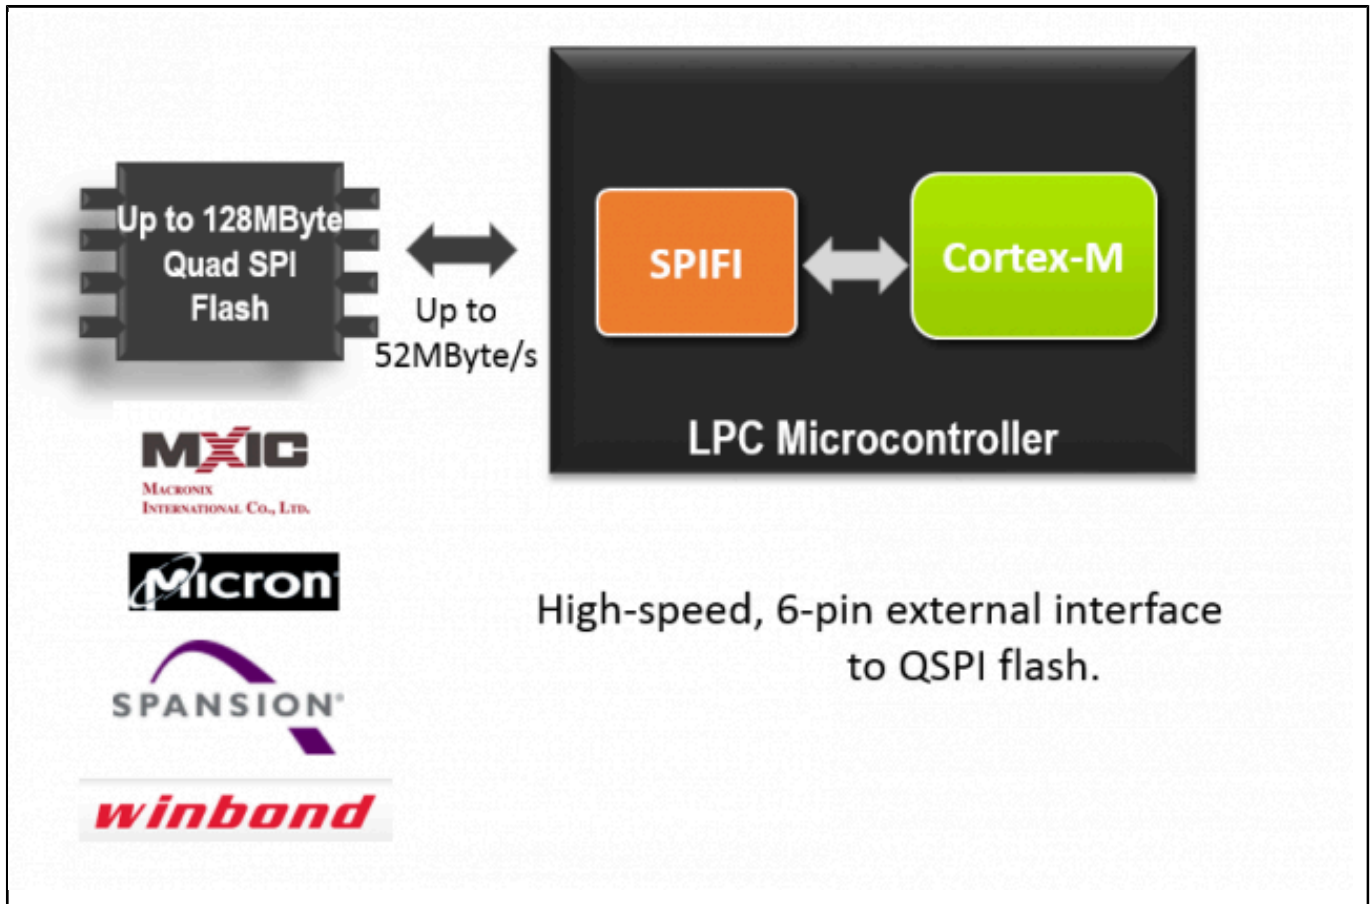 Up to 128MByte
Quad SPI
Flash
Up to
52MByte/s
SPIFI
Cortex-M
LPC Microcontroller
MXIC
MACRONIX
INTERNATIONAL CO., LTD.
Micron
SPANSION®
winbond
High-speed, 6-pin external interface
to QSPI flash.